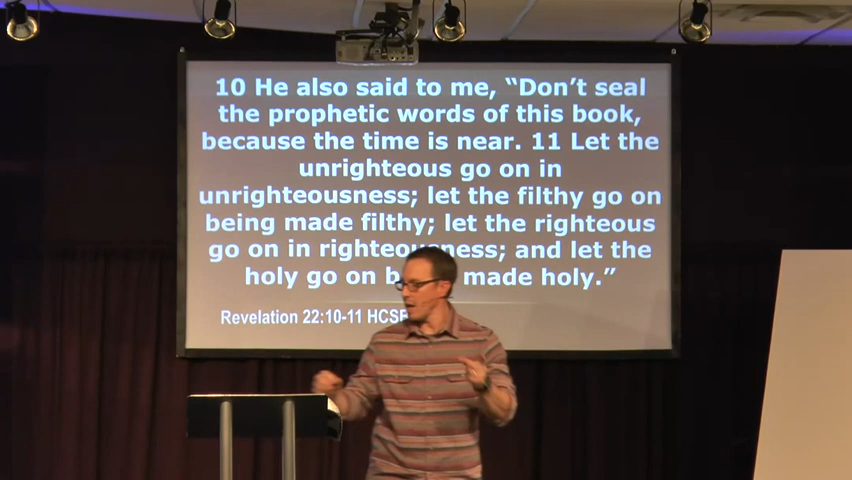 10 He also said to me, “Don’t seal
the prophetic words of this book,
because the time is near. 11 Let the
unrighteous go on in
unrighteousness; let the filthy go on
being made filthy; let the righteous
go on in righteousness; and let the
holy go on made holy.”
Revelation 22:10-11 HCSB